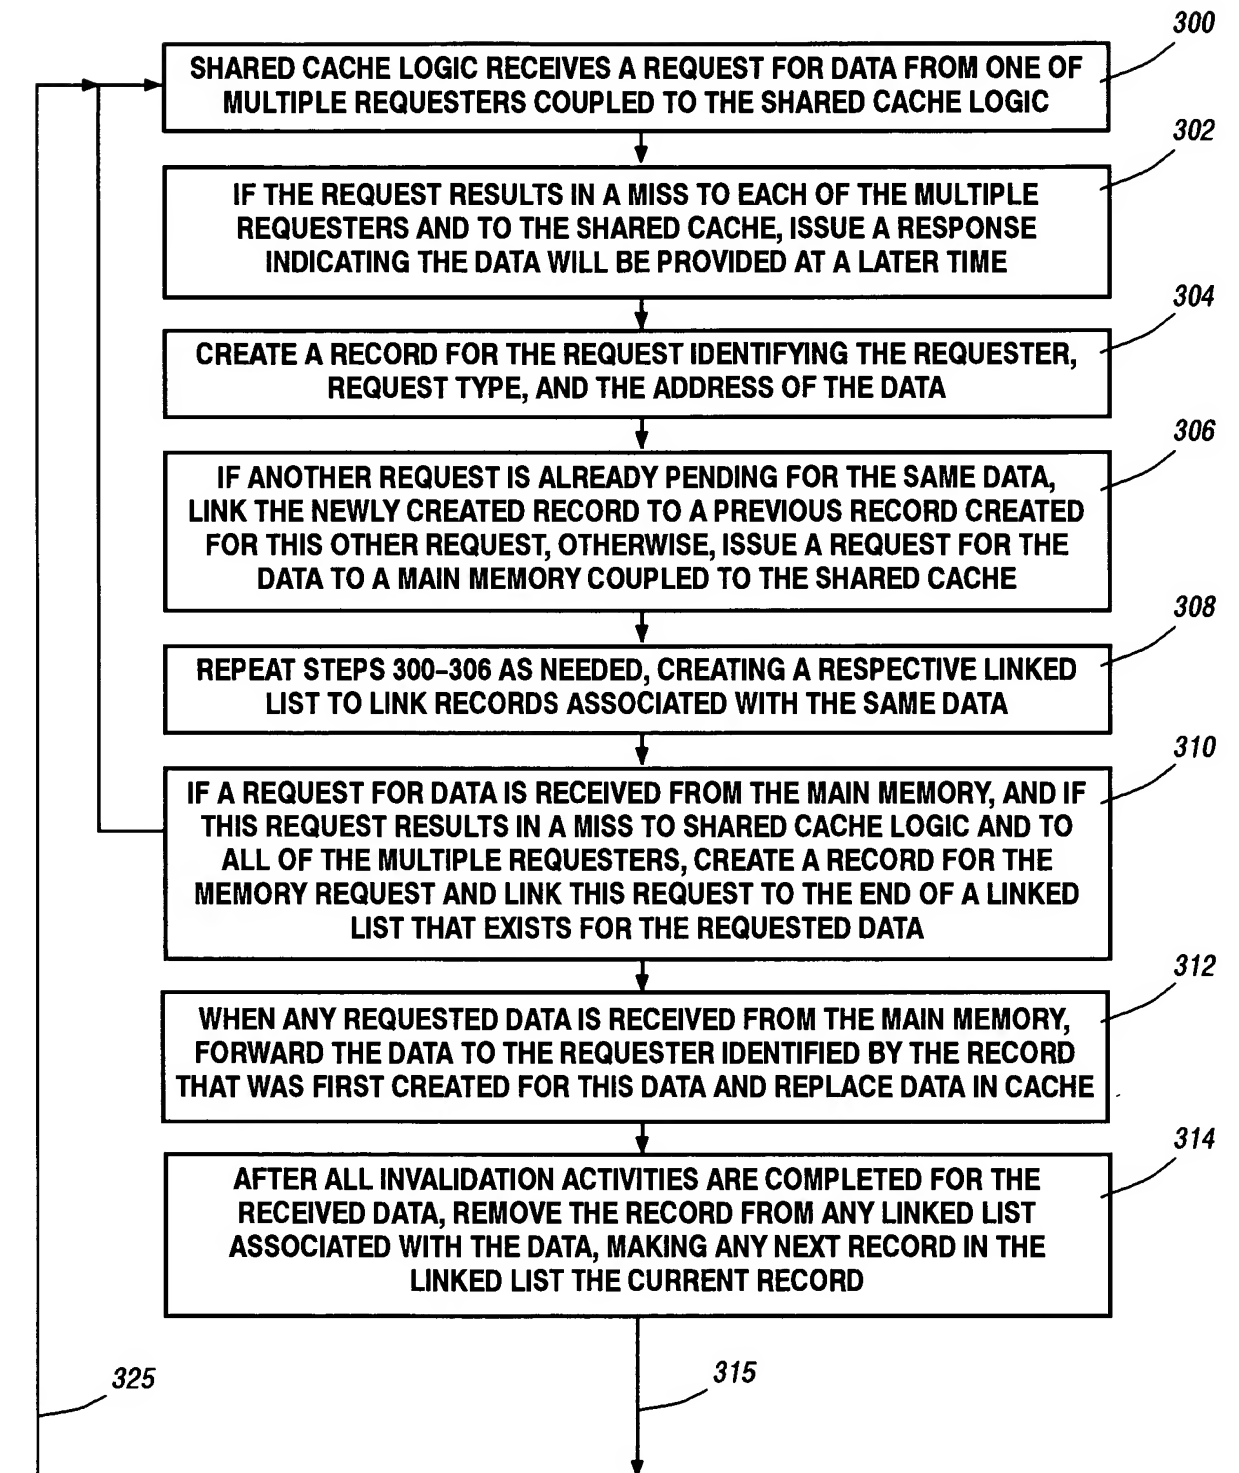 300
SHARED CACHE LOGIC RECEIVES A REQUEST FOR DATA FROM ONE OF
MULTIPLE REQUESTERS COUPLED TO THE SHARED CACHE LOGIC
302
IF THE REQUEST RESULTS IN A MISS TO EACH OF THE MULTIPLE
REQUESTERS AND TO THE SHARED CACHE, ISSUE A RESPONSE
INDICATING THE DATA WILL BE PROVIDED AT A LATER TIME
304
CREATE A RECORD FOR THE REQUEST IDENTIFYING THE REQUESTER,
REQUEST TYPE, AND THE ADDRESS OF THE DATA
306
IF ANOTHER REQUEST IS ALREADY PENDING FOR THE SAME DATA,
LINK THE NEWLY CREATED RECORD TO A PREVIOUS RECORD CREATED
FOR THIS OTHER REQUEST, OTHERWISE, ISSUE A REQUEST FOR THE
DATA TO A MAIN MEMORY COUPLED TO THE SHARED CACHE
308
REPEAT STEPS 300–306 AS NEEDED, CREATING A RESPECTIVE LINKED
LIST TO LINK RECORDS ASSOCIATED WITH THE SAME DATA
310
IF A REQUEST FOR DATA IS RECEIVED FROM THE MAIN MEMORY, AND IF
THIS REQUEST RESULTS IN A MISS TO SHARED CACHE LOGIC AND TO
ALL OF THE MULTIPLE REQUESTERS, CREATE A RECORD FOR THE
MEMORY REQUEST AND LINK THIS REQUEST TO THE END OF A LINKED
LIST THAT EXISTS FOR THE REQUESTED DATA
312
WHEN ANY REQUESTED DATA IS RECEIVED FROM THE MAIN MEMORY,
FORWARD THE DATA TO THE REQUESTER IDENTIFIED BY THE RECORD
THAT WAS FIRST CREATED FOR THIS DATA AND REPLACE DATA IN CACHE
314
AFTER ALL INVALIDATION ACTIVITIES ARE COMPLETED FOR THE
RECEIVED DATA, REMOVE THE RECORD FROM ANY LINKED LIST
ASSOCIATED WITH THE DATA, MAKING ANY NEXT RECORD IN THE
LINKED LIST THE CURRENT RECORD
325
315